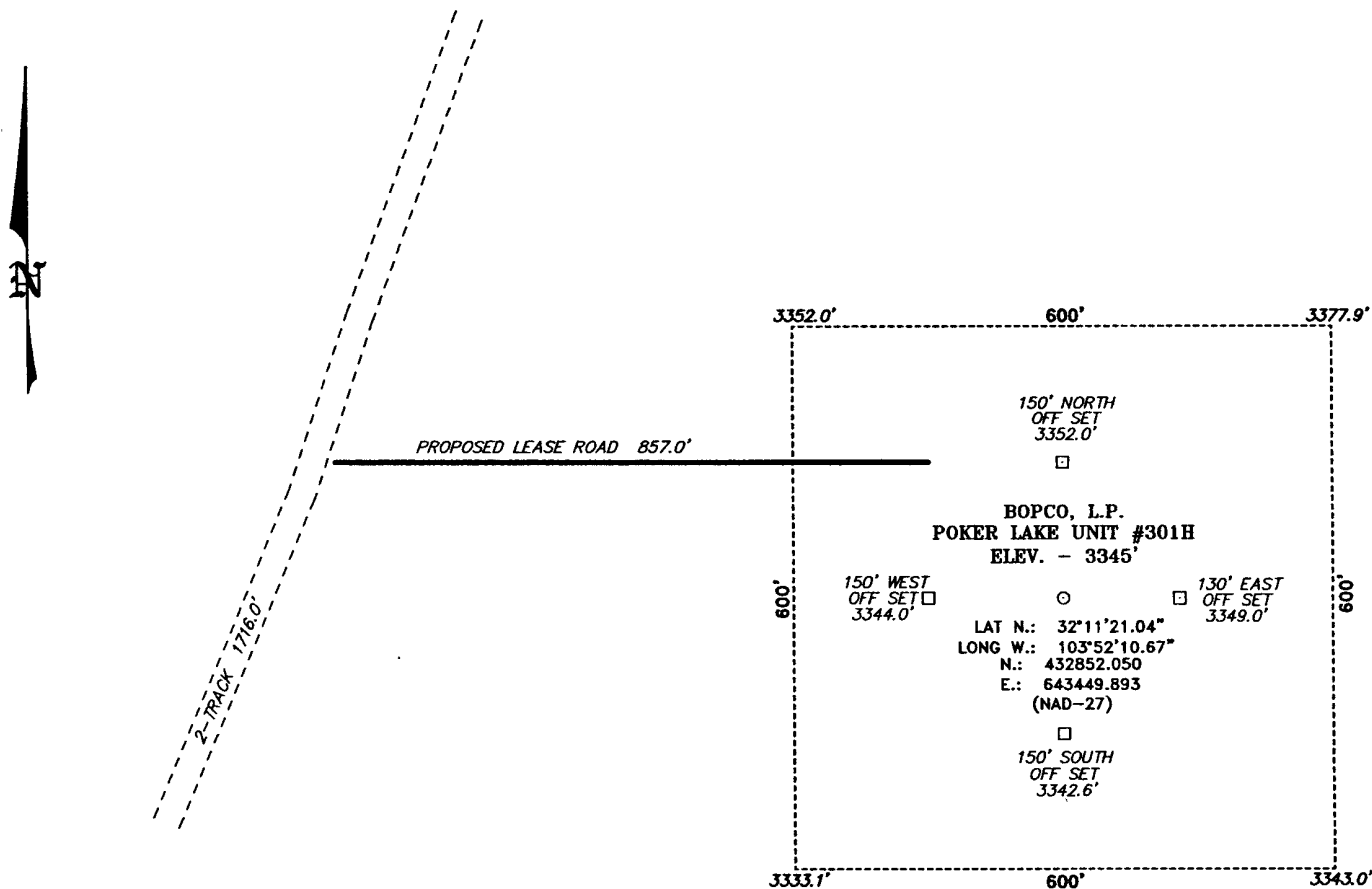 N
3352.0'
600'
3377.9'
150' NORTH
OFF SET
3352.0'
PROPOSED LEASE ROAD 857.0'
BOPCO, L.P.
POKER LAKE UNIT #301H
ELEV. - 3345'
600'
150' WEST
OFF SET
3344.0'
130' EAST
OFF SET
3349.0'
600'
LAT N.: 32°11'21.04"
LONG W.: 103°52'10.67"
N.: 432852.050
E.: 643449.893
(NAD-27)
2-TRACK 1716.0'
150' SOUTH
OFF SET
3342.6'
3333.1'
600'
3343.0'